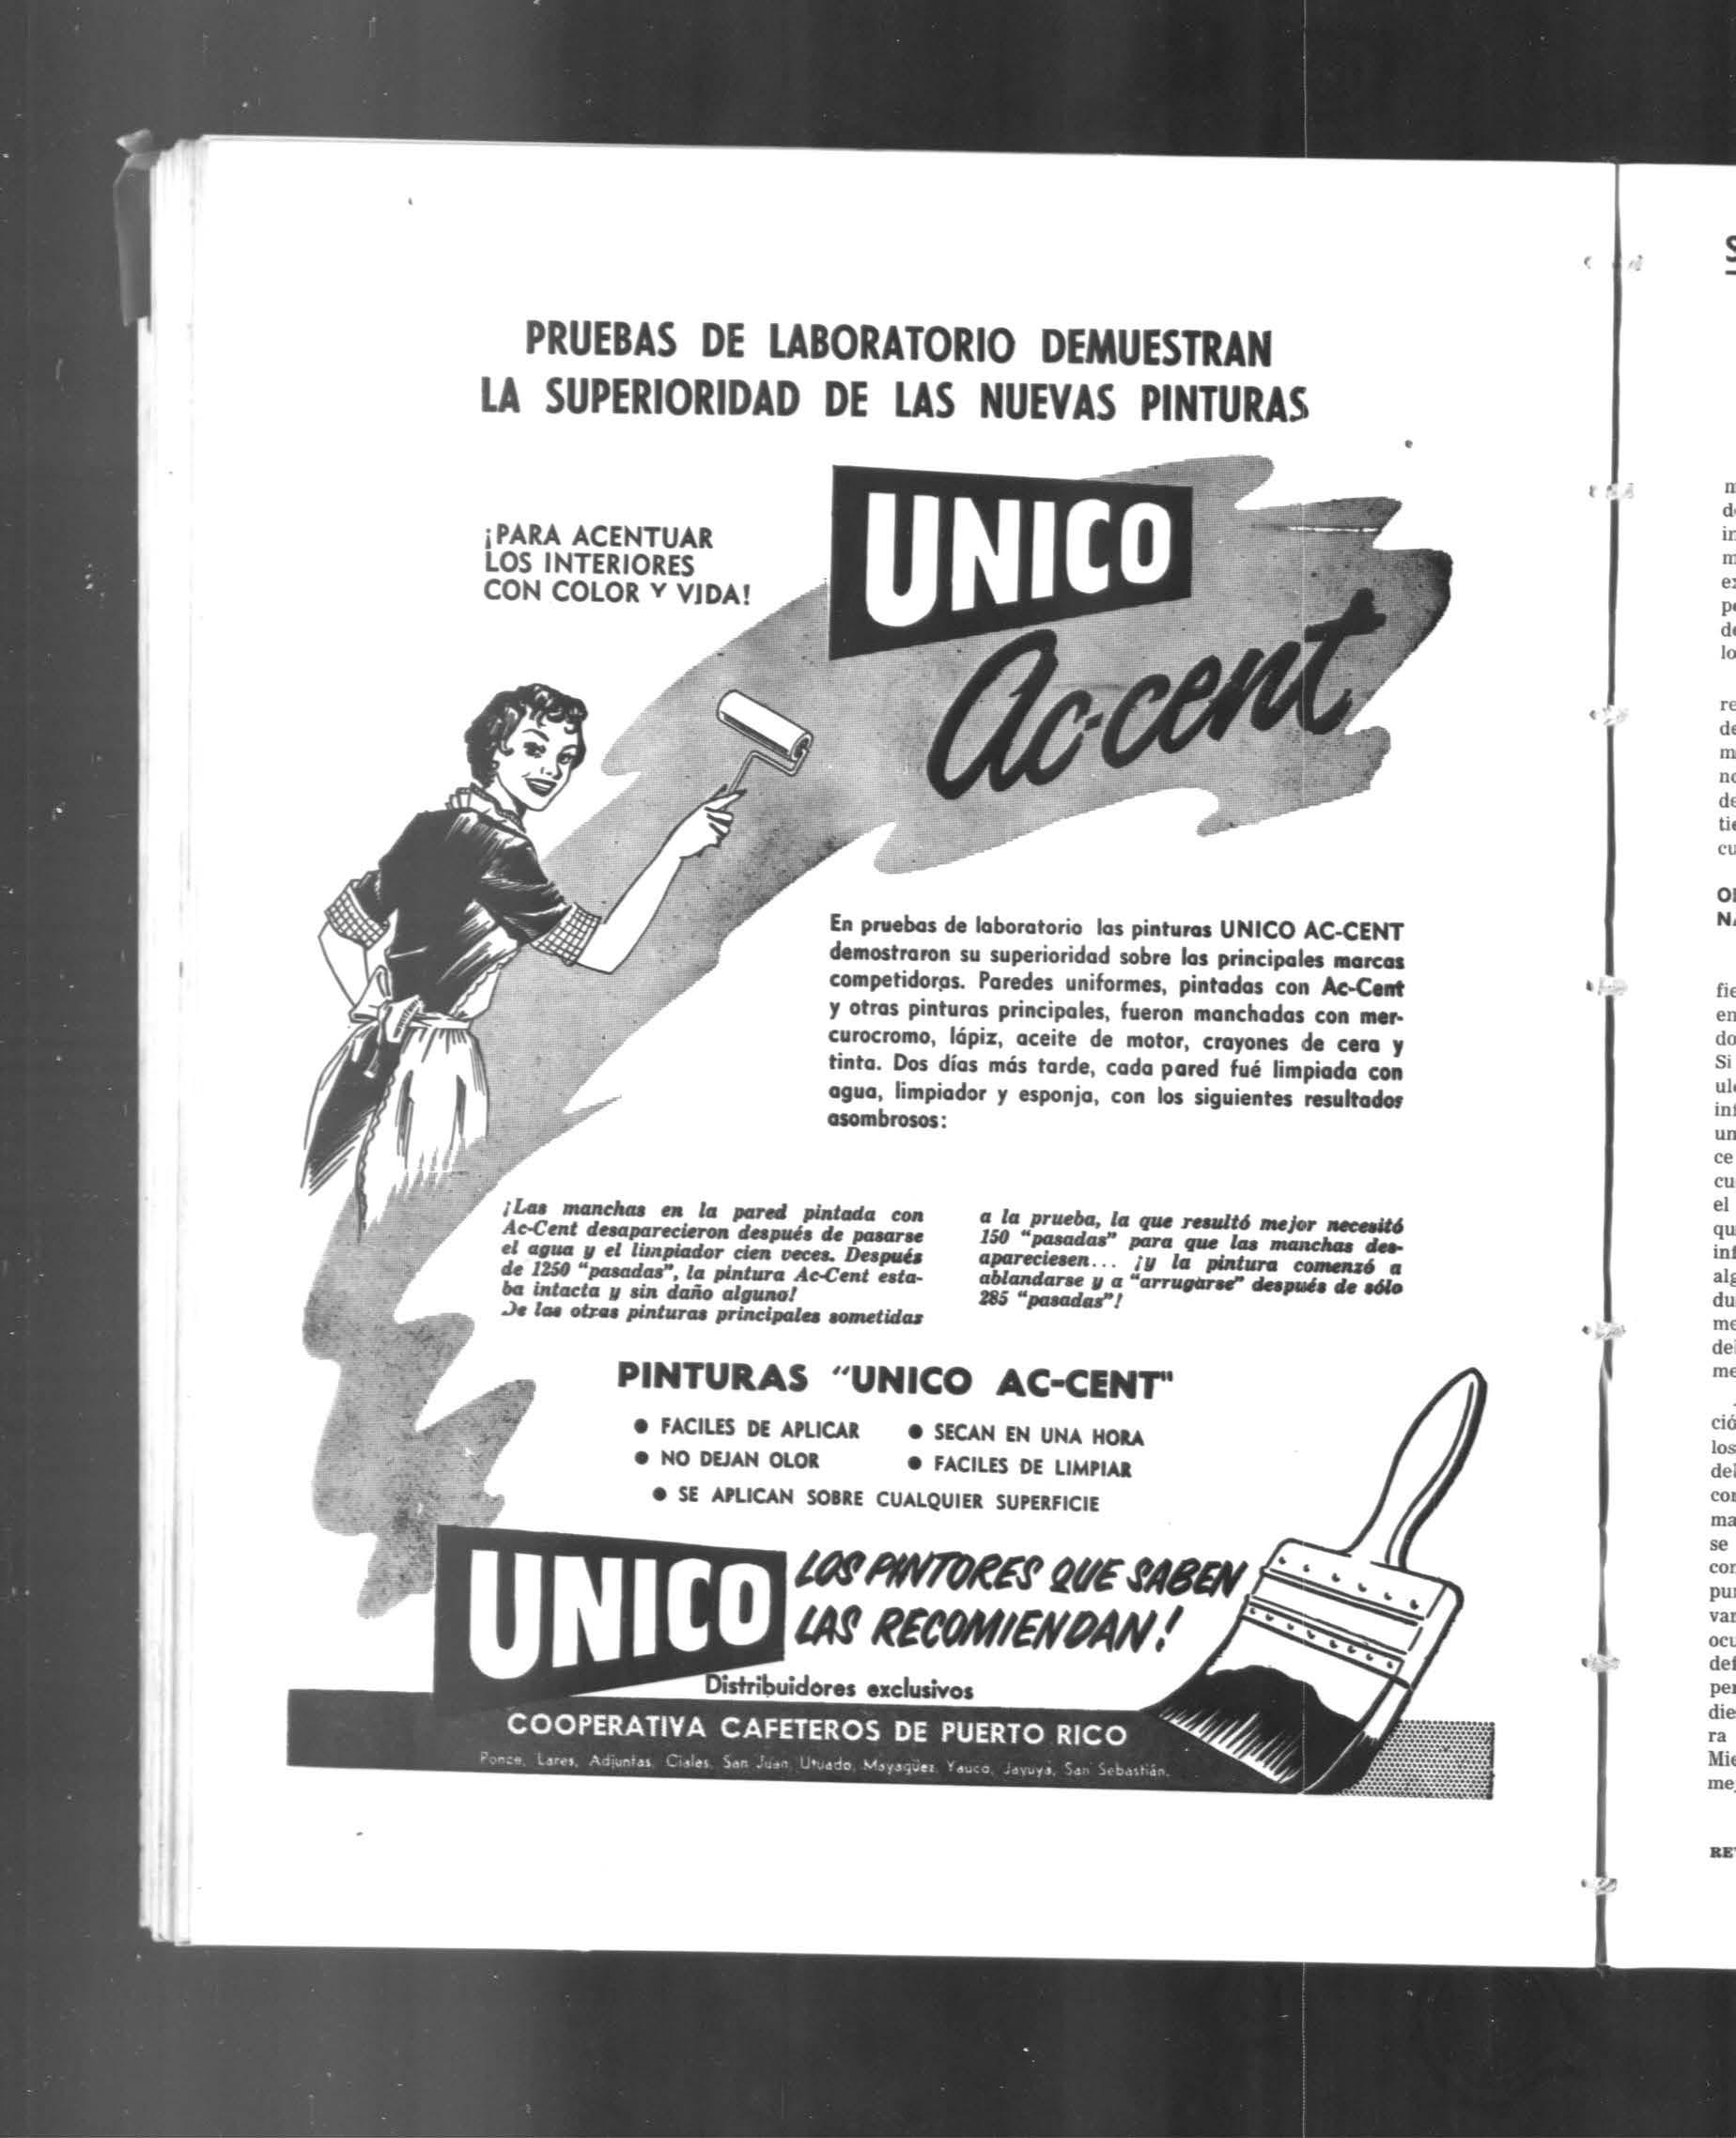 PRUEBAS DE LABORATORIO DEMUESTRAN
LA SUPERIORIDAD DE LAS NUEVAS PINTURAS
¡PARA ACENTUAR
LOS INTERIORES
CON COLOR Y VIDA!
UNICO
Ac-cent
En pruebas de laboratorio las pinturas UNICO AC-CENT
demostraron su superioridad sobre las principales marcas
competidoras. Paredes uniformes, pintadas con Ac-Cent
y otras pinturas principales, fueron manchadas con mer-
curocromo, lápiz, aceite de motor, crayones de cera y
tinta. Dos días más tarde, cada pared fué limpiada con
agua, limpiador y esponja, con los siguientes resultados
asombrosos:
¡Las manchas en la pared pintada con
Ac-Cent desaparecieron después de pasarse
el agua y el limpiador cien veces. Después
de 1250 "pasadas", la pintura Ac-Cent esta-
ba intacta y sin daño alguno!
De las otras pinturas principales sometidas
a la prueba, la que resultó mejor necesitó
150 "pasadas" para que las manchas des-
apareciesen... ¡y la pintura comenzó a
ablandarse y a "arrugarse" después de sólo
285 "pasadas"!
PINTURAS "UNICO AC-CENT"
● FACILES DE APLICAR
● NO DEJAN OLOR
● SECAN EN UNA HORA
● FACILES DE LIMPIAR
● SE APLICAN SOBRE CUALQUIER SUPERFICIE
UNICO
LOS PINTORES QUE SABEN
LAS RECOMIENDAN!
Distribuidores exclusivos
COOPERATIVA CAFETEROS DE PUERTO RICO
Ponce, Lares, Adjuntas, Ciales, San Juan, Utuado, Mayagüez, Yauco, Jayuya, San Sebastián.